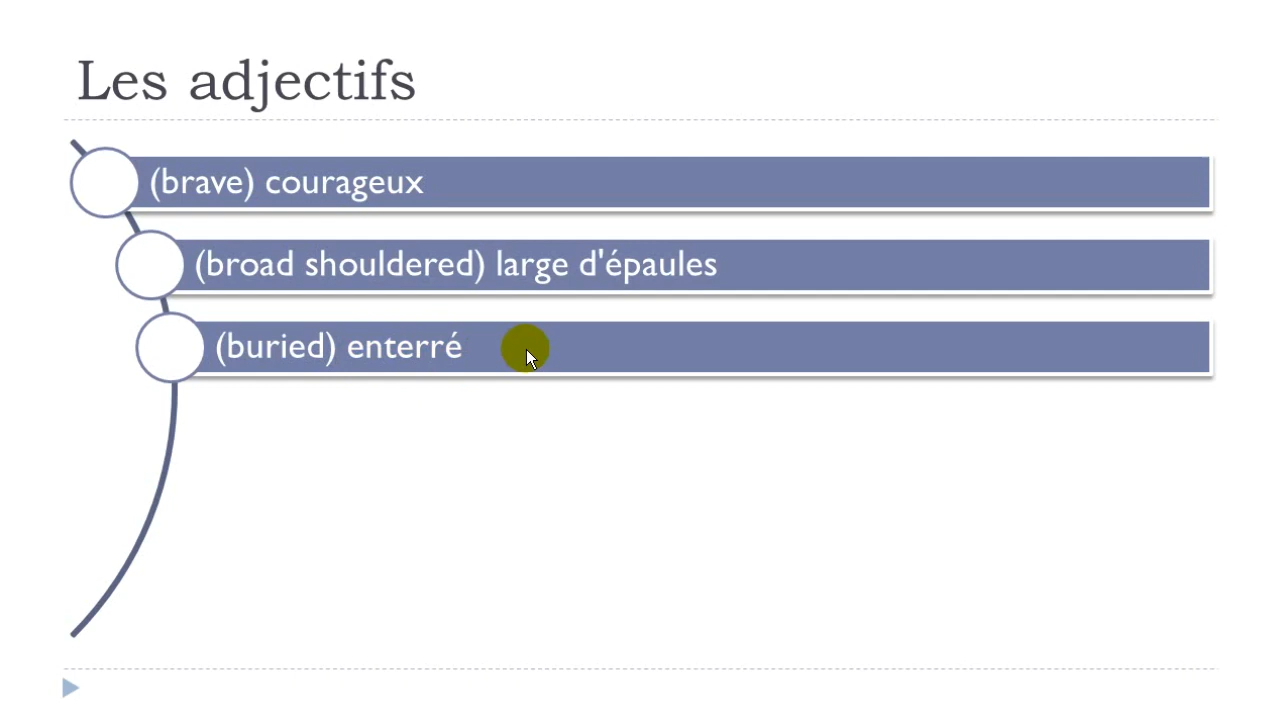 Les adjectifs
(brave) courageux
(broad shouldered) large d'épaules
(buried) enterré